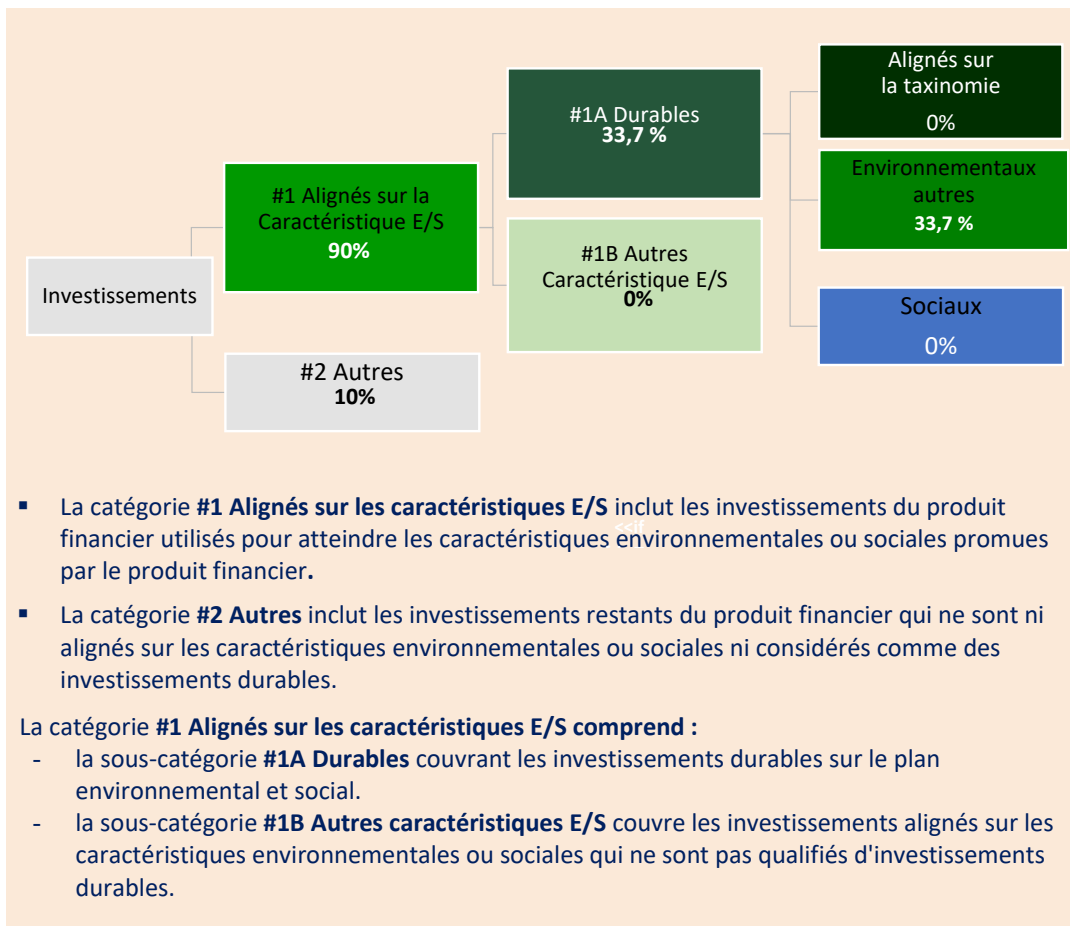 Investissements
#1 Alignés sur la
Caractéristique E/S
90%
#2 Autres
10%
#1A Durables
33,7 %
#1B Autres
Caractéristique E/S
0%
Alignés sur
la taxinomie
0%
Environnementaux
autres
33,7 %
Sociaux
0%
▪ La catégorie #1 Alignés sur les caractéristiques E/S inclut les investissements du produit
<<if
financier utilisés pour atteindre les caractéristiques environnementales ou sociales promues
par le produit financier.
▪ La catégorie #2 Autres inclut les investissements restants du produit financier qui ne sont ni
alignés sur les caractéristiques environnementales ou sociales ni considérés comme des
investissements durables.
La catégorie #1 Alignés sur les caractéristiques E/S comprend :
- la sous-catégorie #1A Durables couvrant les investissements durables sur le plan
environnemental et social.
- la sous-catégorie #1B Autres caractéristiques E/S couvre les investissements alignés sur les
caractéristiques environnementales ou sociales qui ne sont pas qualifiés d'investissements
durables.